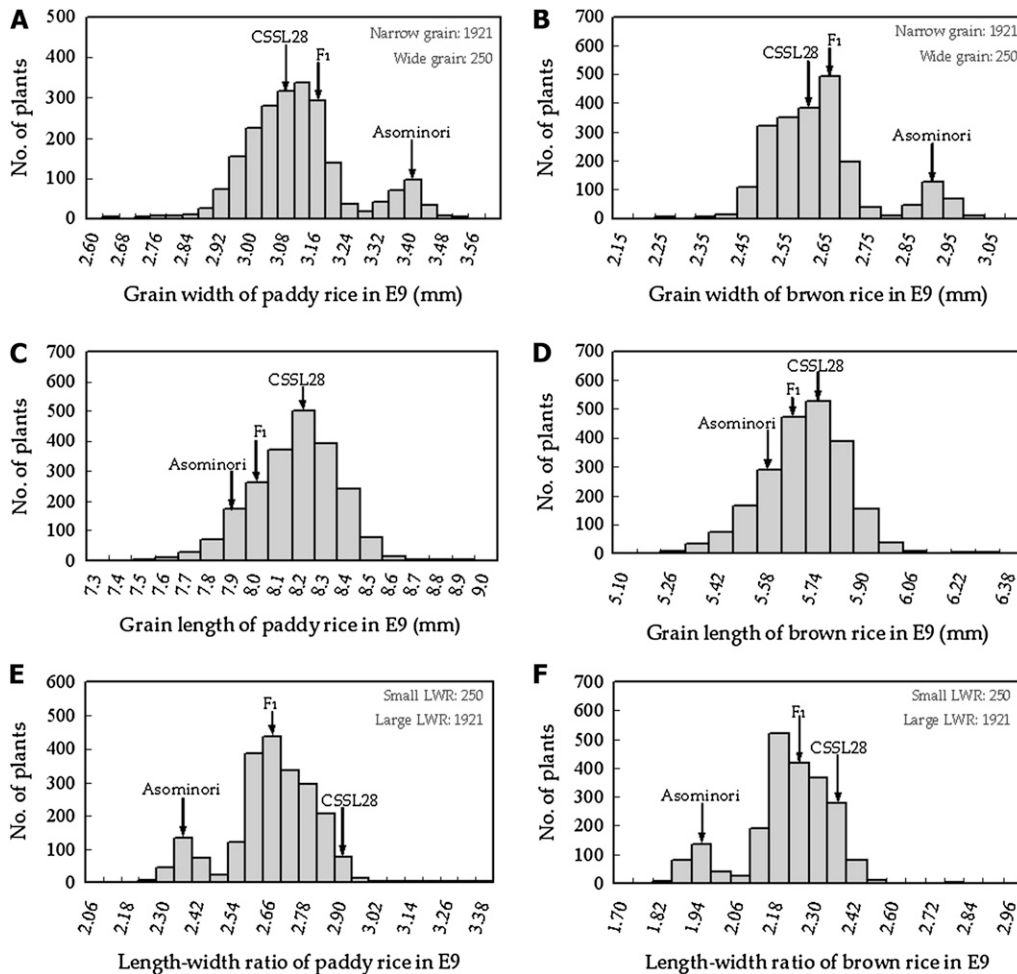 A
No. of plants
500
400
300
200
100
0
CSSL28
F1
Asominori
Narrow grain: 1921
Wide grain: 250
2.60 2.68 2.76 2.84 2.92 3.00 3.08 3.16 3.24 3.32 3.40 3.48 3.56
Grain width of paddy rice in E9 (mm)
B
No. of plants
700
600
500
400
300
200
100
0
CSSL28
F1
Asominori
Narrow grain: 1921
Wide grain: 250
2.15 2.25 2.35 2.45 2.55 2.65 2.75 2.85 2.95 3.05
Grain width of brwon rice in E9 (mm)
C
No. of plants
700
600
500
400
300
200
100
0
CSSL28
F1
Asominori
7.3 7.4 7.5 7.6 7.7 7.8 7.9 8.0 8.2 8.3 8.4 8.5 8.6 8.7 8.8 8.9 9.0
Grain length of paddy rice in E9 (mm)
D
No. of plants
700
600
500
400
300
200
100
0
CSSL28
F1
Asominori
5.10 5.26 5.42 5.58 5.74 5.90 6.06 6.22 6.38
Grain length of brown rice in E9 (mm)
E
No. of plants
600
500
400
300
200
100
0
F1
Asominori
CSSL28
Small LWR: 250
Large LWR: 1921
2.06 2.18 2.30 2.42 2.54 2.66 2.78 2.90 3.02 3.14 3.26 3.38
Length-width ratio of paddy rice in E9
F
No. of plants
700
600
500
400
300
200
100
0
F1
CSSL28
Asominori
Small LWR: 250
Large LWR: 1921
1.70 1.82 1.94 2.06 2.18 2.30 2.42 2.60 2.72 2.84 2.96
Length-width ratio of brown rice in E9